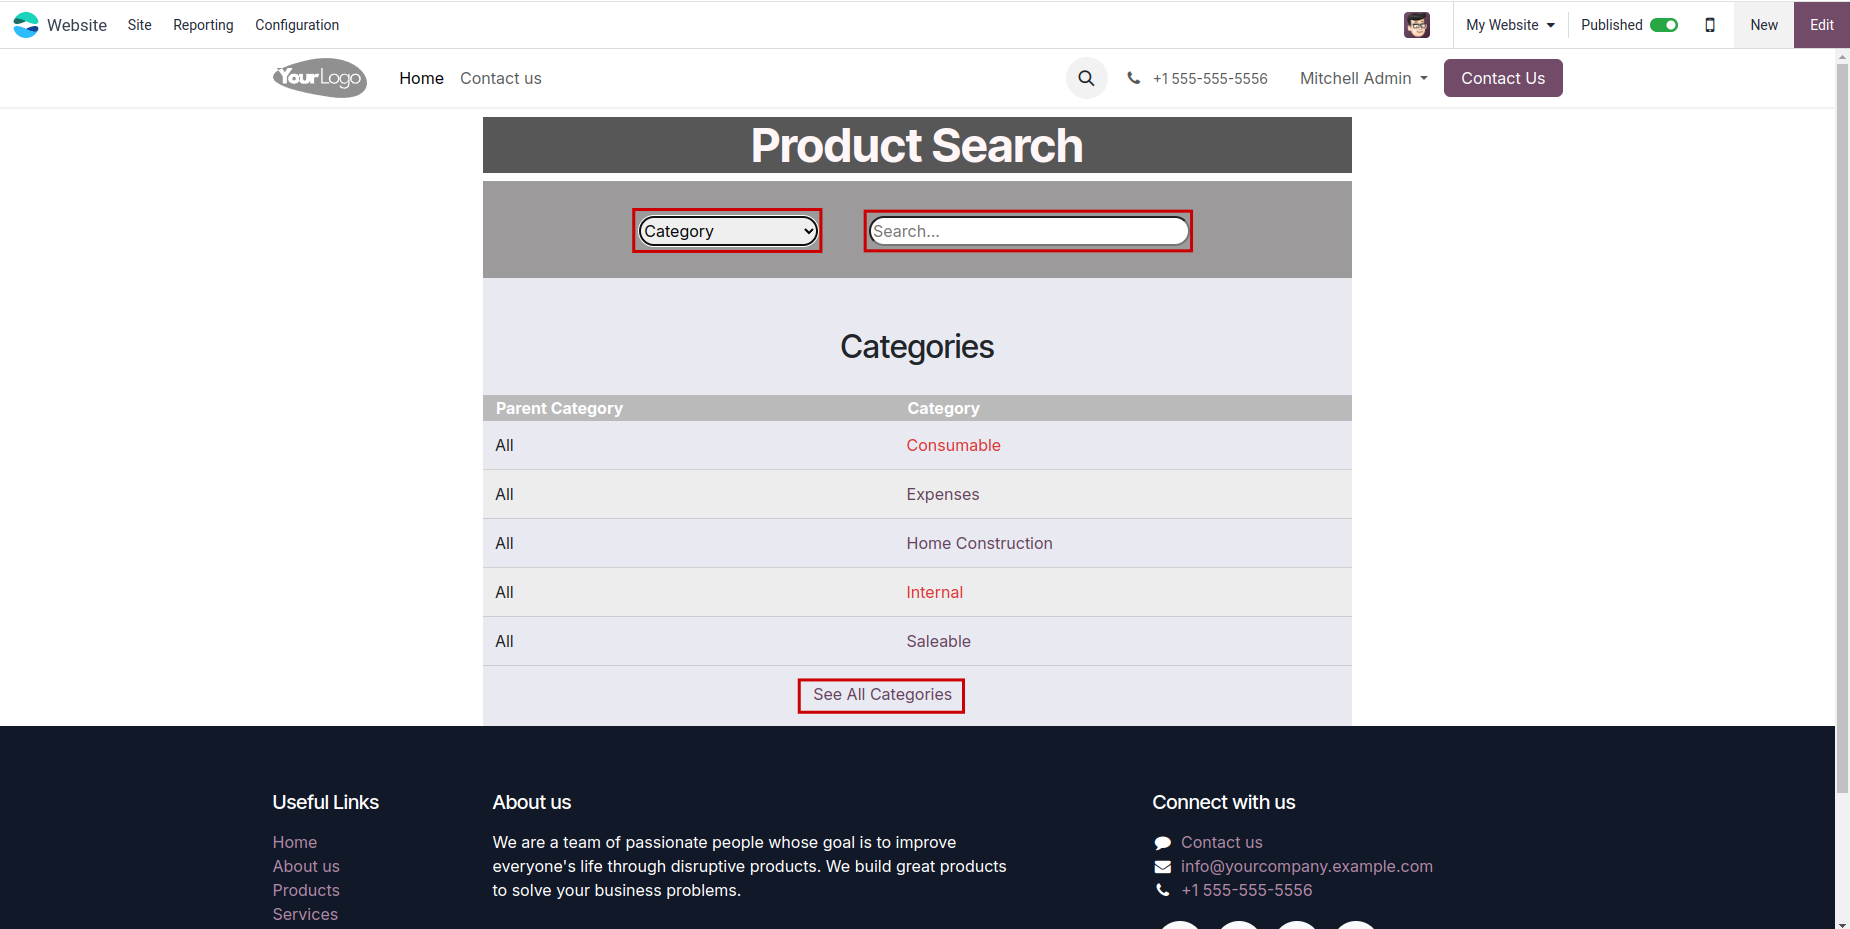 Website Site Reporting Configuration My Website Published New Edit
YourLogo Home Contact us +1 555-555-5556 Mitchell Admin Contact Us
Product Search
Category Search...
Categories
Parent Category Category
All Consumable
All Expenses
All Home Construction
All Internal
All Saleable
See All Categories
Useful Links
Home
About us
Products
Services
About us
We are a team of passionate people whose goal is to improve
everyone's life through disruptive products. We build great products
to solve your business problems.
Connect with us
Contact us
info@yourcompany.example.com
+1 555-555-5556